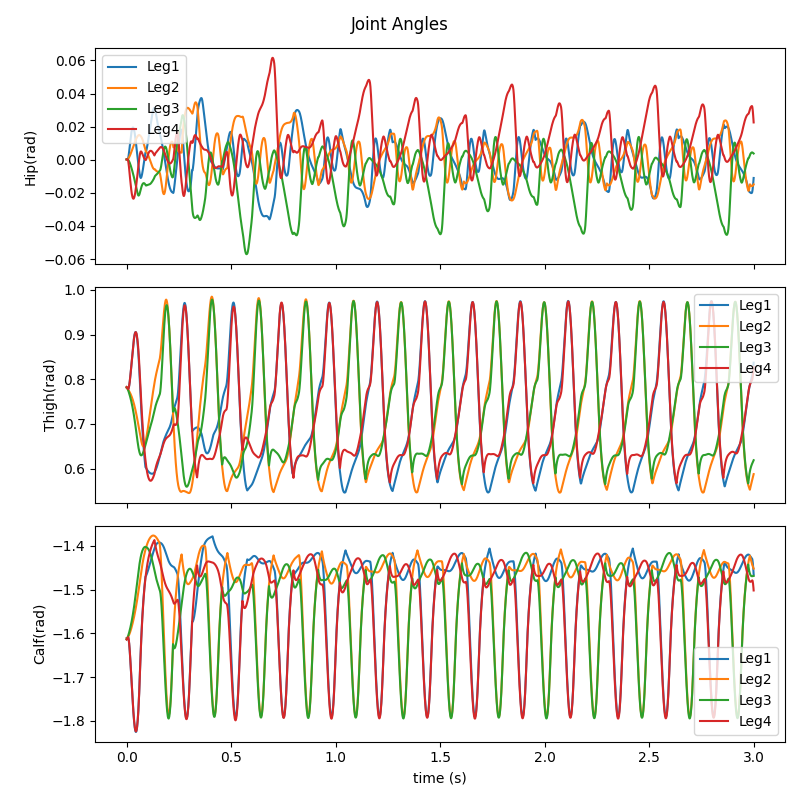 Joint Angles
Hip(rad)
0.06
0.04
0.02
0.00
−0.02
−0.04
−0.06
Leg1
Leg2
Leg3
Leg4
Thigh(rad)
1.0
0.9
0.8
0.7
0.6
Leg1
Leg2
Leg3
Leg4
Calf(rad)
−1.4
−1.5
−1.6
−1.7
−1.8
Leg1
Leg2
Leg3
Leg4
0.0 0.5 1.0 1.5 2.0 2.5 3.0
time (s)